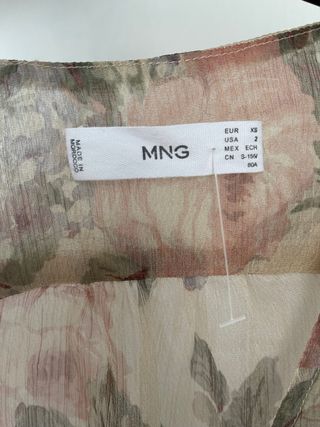 MADE IN
MOROCCO
MNG
EUR XS
USA 2
MEX ECH
CN S-155/
80A